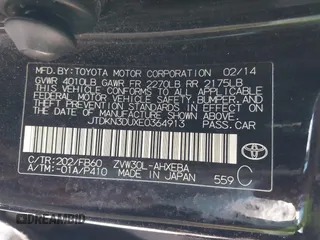 MFD. BY: TOYOTA MOTOR CORPORATION 02/14
GVWR 4010LB GAWR FR 2270LB RR 2175LB
THIS VEHICLE CONFORMS TO ALL APPLICABLE
FEDERAL MOTOR VEHICLE SAFETY, BUMPER, AND
THEFT PREVENTION STANDARDS IN EFFECT ON THE
DATE OF MANUFACTURE SHOWN ABOVE.
JTDKN3DUXE0364913 PASS.CAR
C/TR:202/FB60 ZVW30L-AHXEBA
A/TM:-01A/P410 MADE IN JAPAN 559 C
TOYOTA
DREAMBID